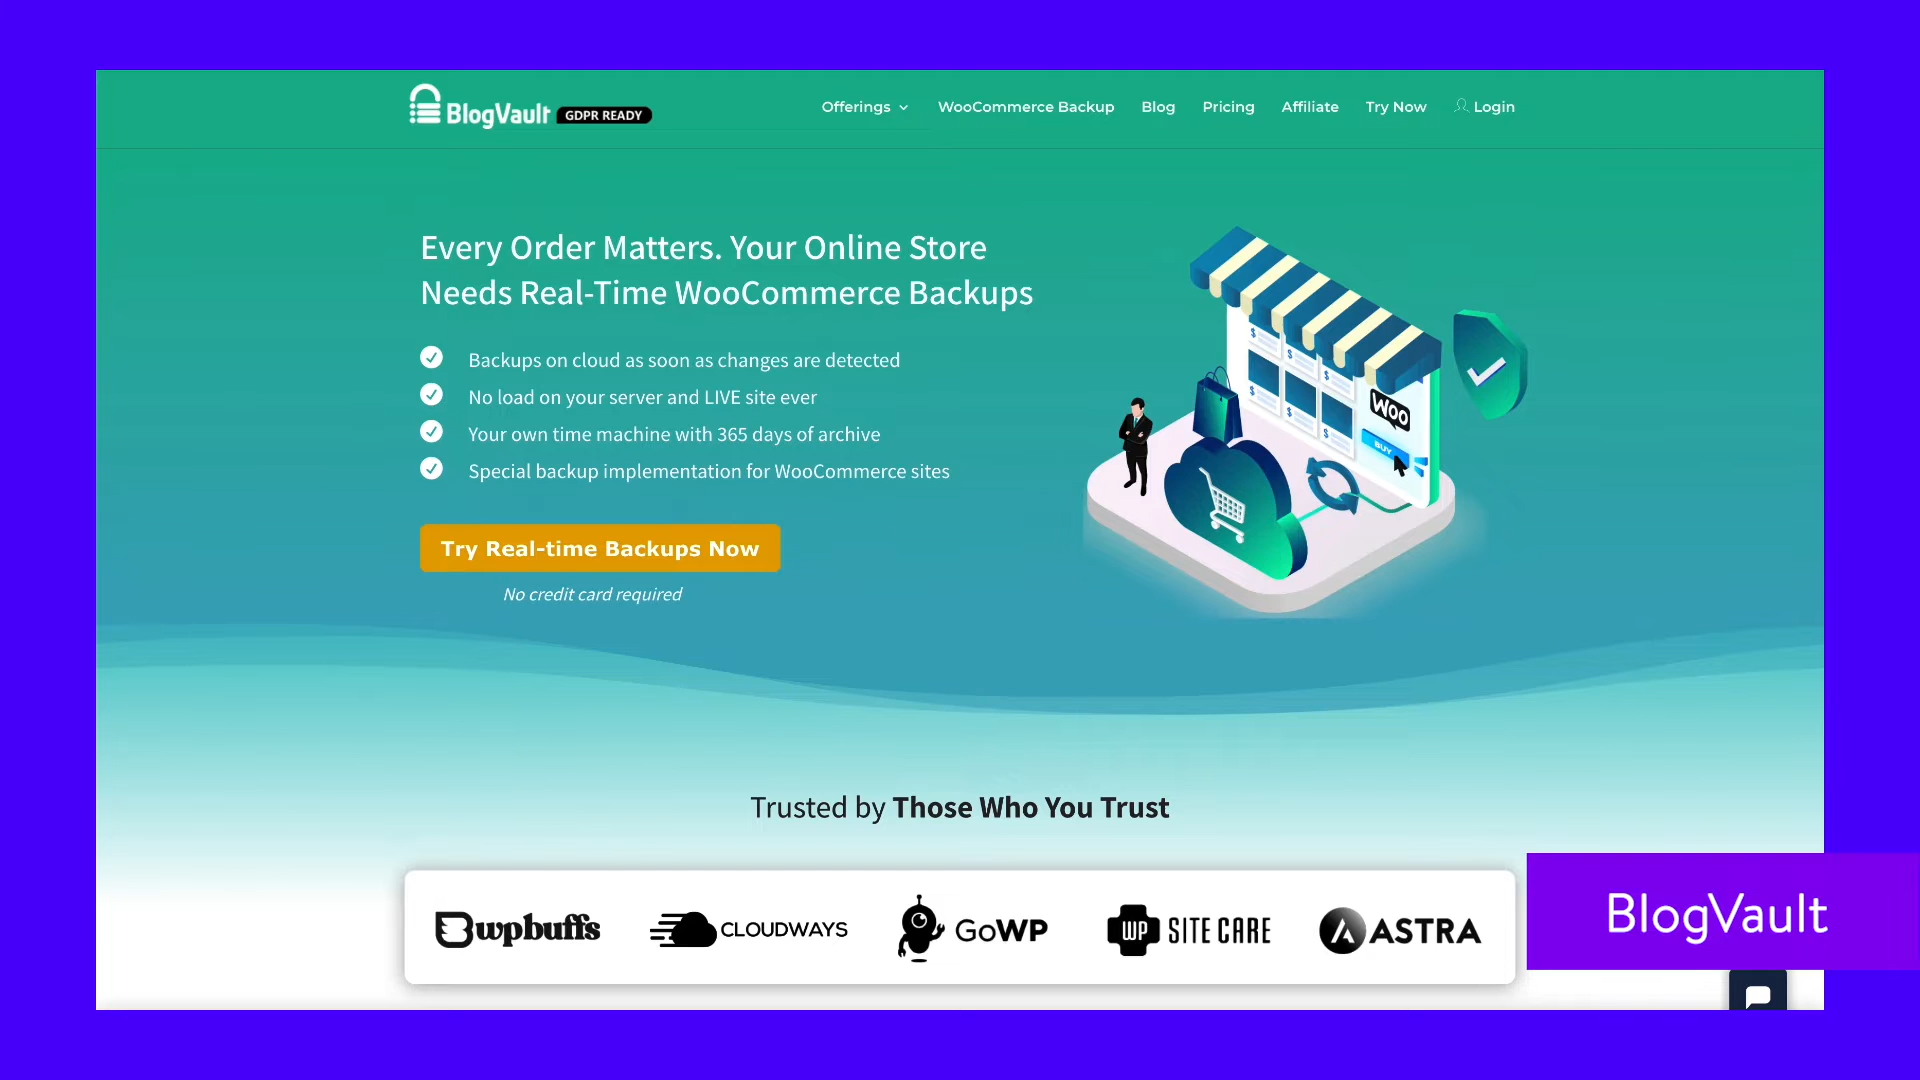 BlogVault GDPR READY
Offerings WooCommerce Backup Blog Pricing Affiliate Try Now Login
Every Order Matters. Your Online Store
Needs Real-Time WooCommerce Backups
Backups on cloud as soon as changes are detected
No load on your server and LIVE site ever
Your own time machine with 365 days of archive
Special backup implementation for WooCommerce sites
Try Real-time Backups Now
No credit card required
$ $ $
$ $ $
Woo
BUY
Trusted by Those Who You Trust
wpbuffs CLOUDWAYS GoWP WP SITE CARE ASTRA
BlogVault